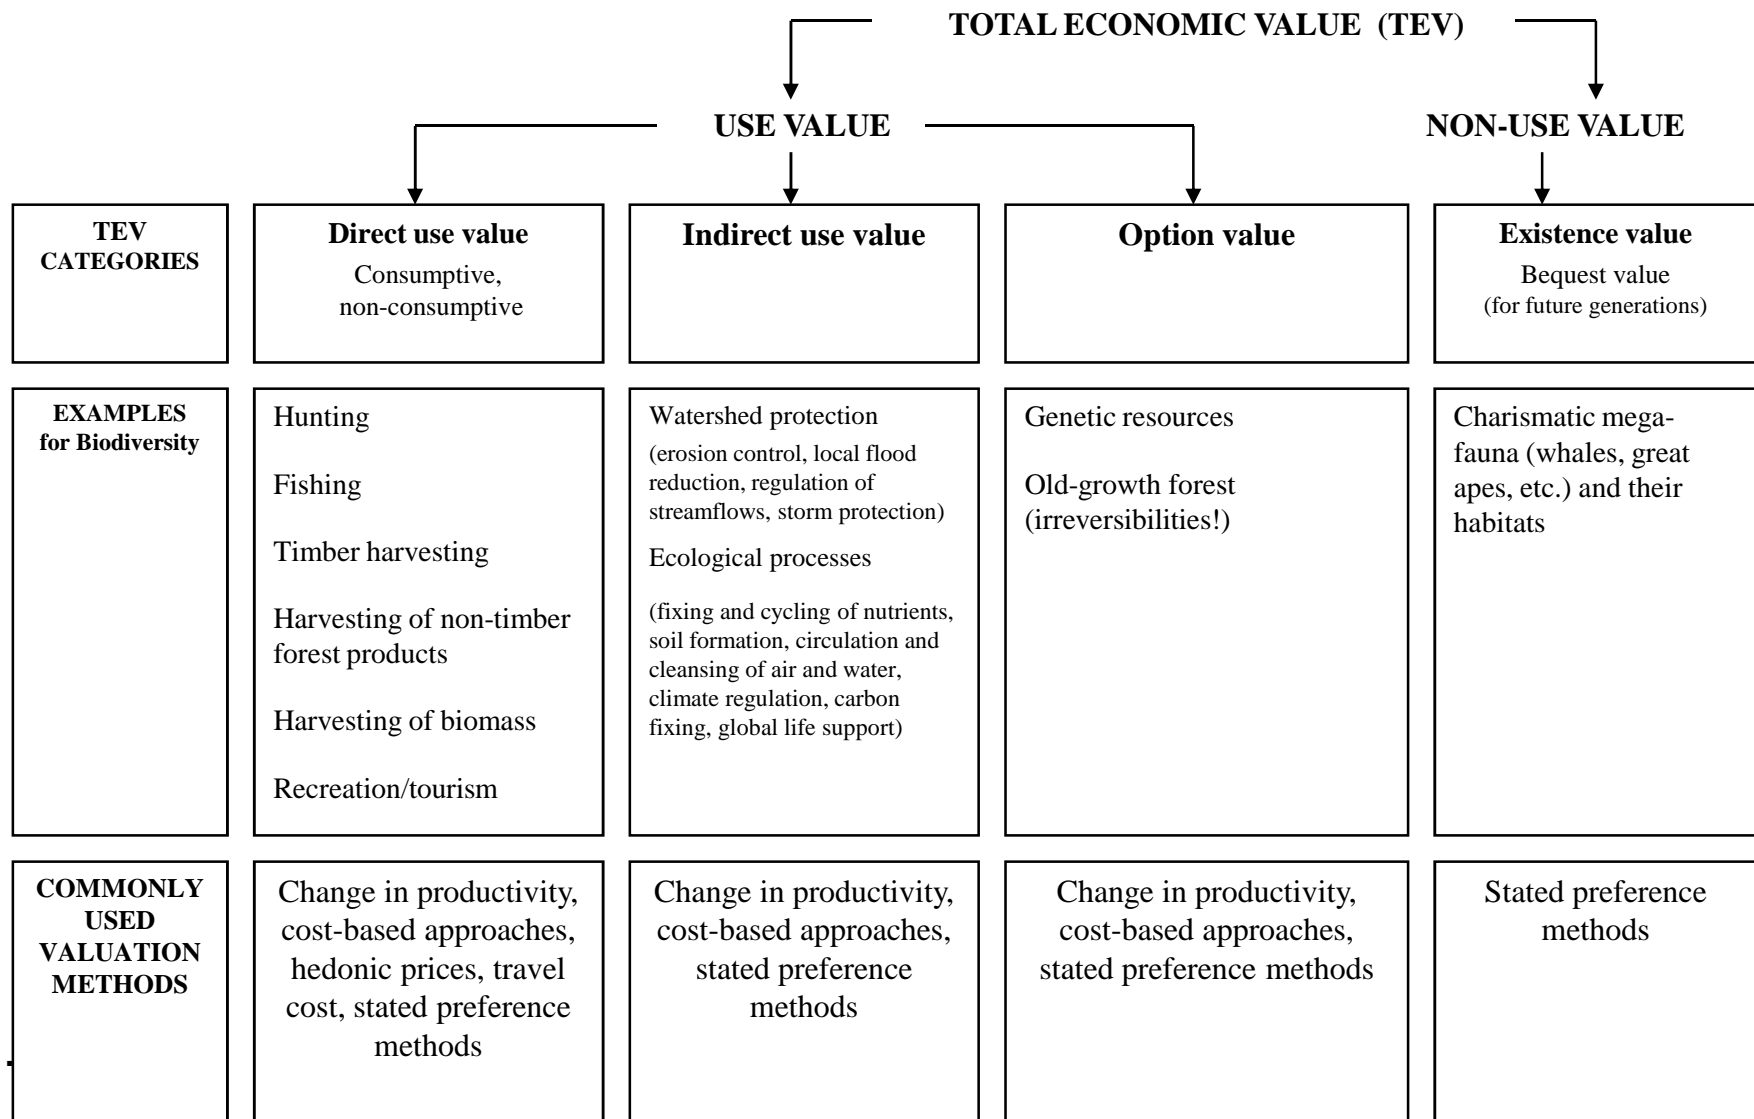 TOTAL ECONOMIC VALUE (TEV)
USE VALUE
NON-USE VALUE
TEV
CATEGORIES
Direct use value
Consumptive,
non-consumptive
Indirect use value
Option value
Existence value
Bequest value
(for future generations)
EXAMPLES
for Biodiversity
Hunting
Fishing
Timber harvesting
Harvesting of non-timber
forest products
Harvesting of biomass
Recreation/tourism
Watershed protection
(erosion control, local flood
reduction, regulation of
streamflows, storm protection)
Ecological processes
(fixing and cycling of nutrients,
soil formation, circulation and
cleansing of air and water,
climate regulation, carbon
fixing, global life support)
Genetic resources
Old-growth forest
(irreversibilities!)
Charismatic mega-
fauna (whales, great
apes, etc.) and their
habitats
COMMONLY
USED
VALUATION
METHODS
Change in productivity,
cost-based approaches,
hedonic prices, travel
cost, stated preference
methods
Change in productivity,
cost-based approaches,
stated preference
methods
Change in productivity,
cost-based approaches,
stated preference methods
Stated preference
methods